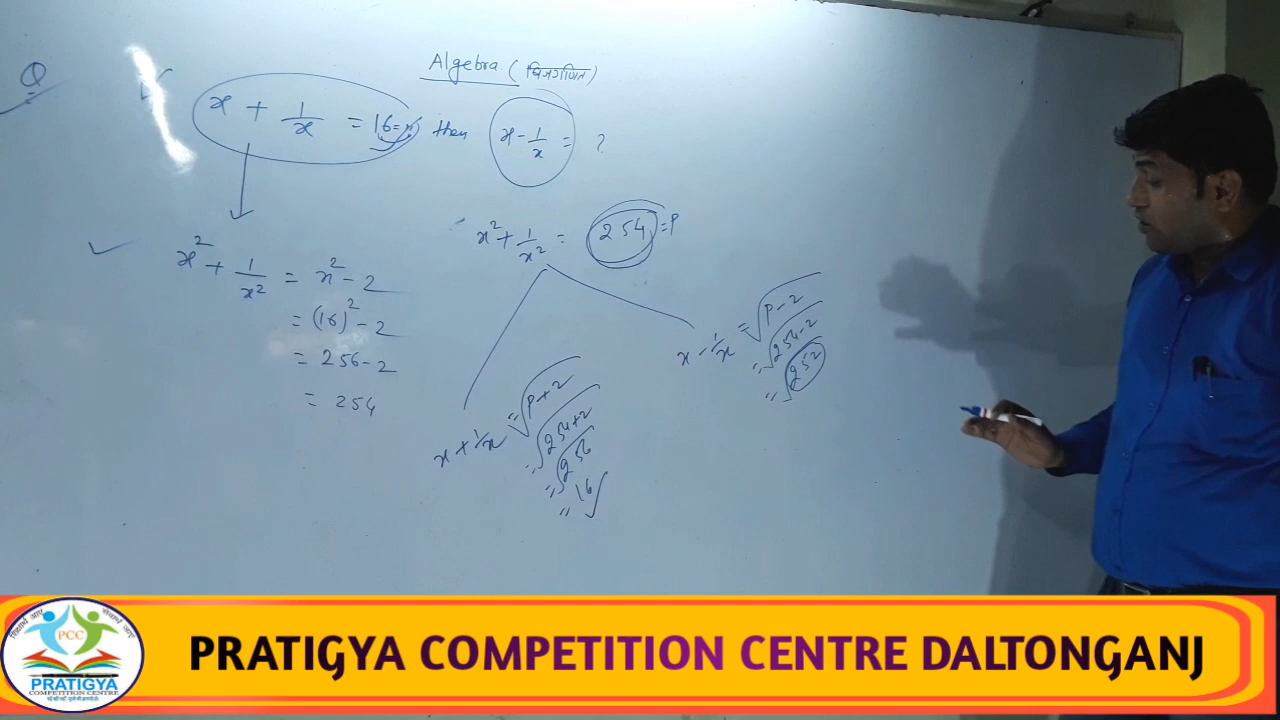 Algebra (बिजगणित)
Q
x + 1/x = 16 = n then x - 1/x = ?
x² + 1/x² = n² - 2
= (16)² - 2
= 256 - 2
= 254
x² + 1/x² = 254 = P
x + 1/x = √P+2
= √254+2
= √256
= 16
x - 1/x = √P-2
= √254-2
= √252
PCC
PRATIGYA
COMPETITION CENTRE
PRATIGYA COMPETITION CENTRE DALTONGANJ